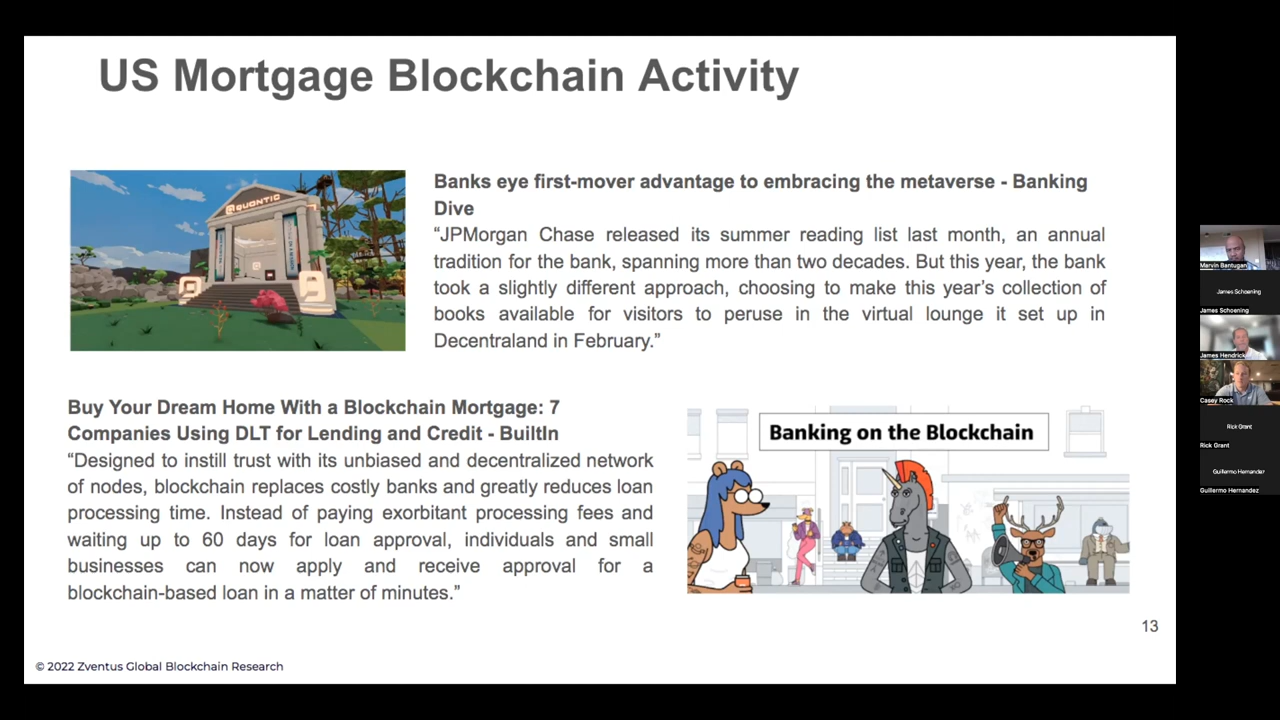 US Mortgage Blockchain Activity
QUONTIC
Banks eye first-mover advantage to embracing the metaverse - Banking
Dive
“JPMorgan Chase released its summer reading list last month, an annual
tradition for the bank, spanning more than two decades. But this year, the bank
took a slightly different approach, choosing to make this year’s collection of
books available for visitors to peruse in the virtual lounge it set up in
Decentraland in February.”
Buy Your Dream Home With a Blockchain Mortgage: 7
Companies Using DLT for Lending and Credit - BuiltIn
“Designed to instill trust with its unbiased and decentralized network
of nodes, blockchain replaces costly banks and greatly reduces loan
processing time. Instead of paying exorbitant processing fees and
waiting up to 60 days for loan approval, individuals and small
businesses can now apply and receive approval for a
blockchain-based loan in a matter of minutes.”
Banking on the Blockchain
13
© 2022 Zventus Global Blockchain Research
Marvin Bantugan
James Schoening
James Schoening
James Hendrick
Casey Rock
Rick Grant
Rick Grant
Guillermo Hernandez
Guillermo Hernandez